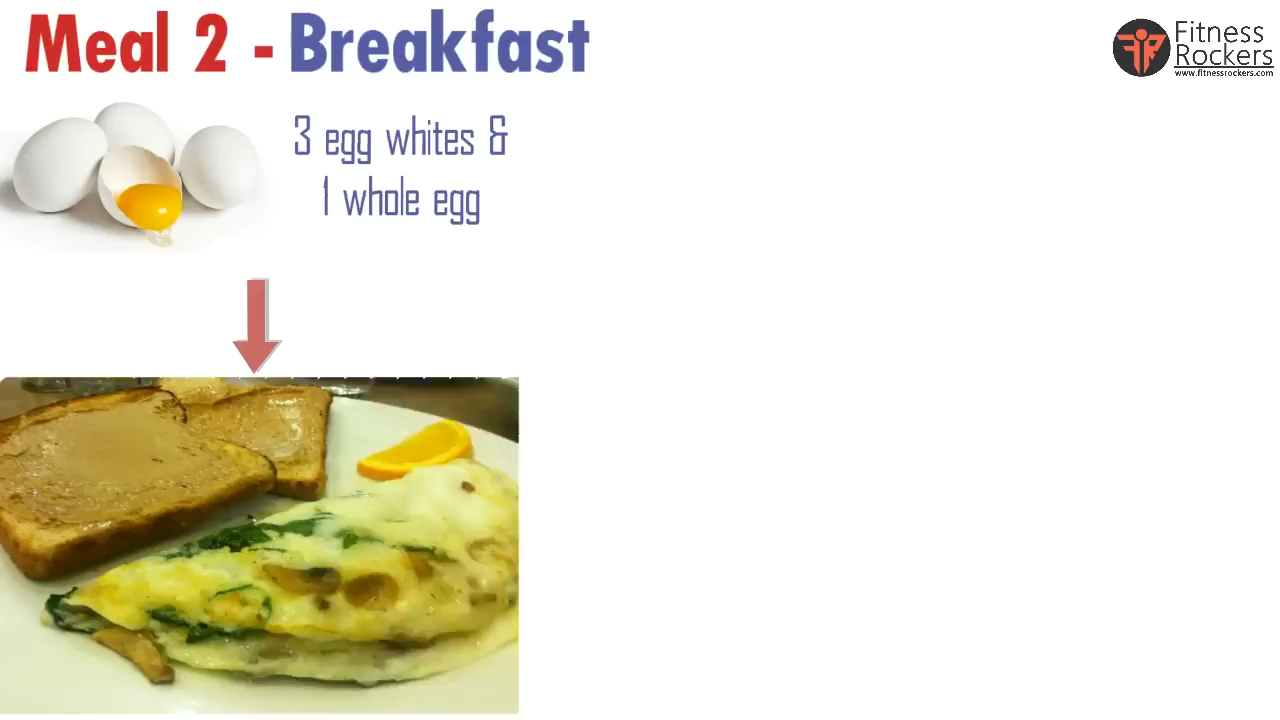 Meal 2 - Breakfast
Fitness
Rockers
www.fitnessrockers.com
3 egg whites &
1 whole egg